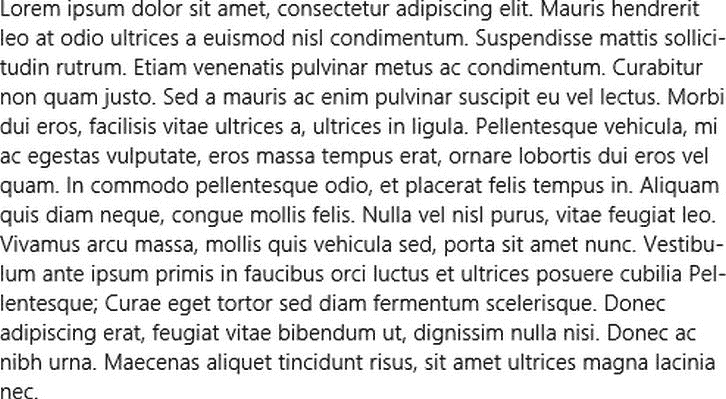 Lorem ipsum dolor sit amet, consectetur adipiscing elit. Mauris hendrerit
leo at odio ultrices a euismod nisl condimentum. Suspendisse mattis sollici-
tudin rutrum. Etiam venenatis pulvinar metus ac condimentum. Curabitur
non quam justo. Sed a mauris ac enim pulvinar suscipit eu vel lectus. Morbi
dui eros, facilisis vitae ultrices a, ultrices in ligula. Pellentesque vehicula, mi
ac egestas vulputate, eros massa tempus erat, ornare lobortis dui eros vel
quam. In commodo pellentesque odio, et placerat felis tempus in. Aliquam
quis diam neque, congue mollis felis. Nulla vel nisl purus, vitae feugiat leo.
Vivamus arcu massa, mollis quis vehicula sed, porta sit amet nunc. Vestibu-
lum ante ipsum primis in faucibus orci luctus et ultrices posuere cubilia Pel-
lentesque; Curae eget tortor sed diam fermentum scelerisque. Donec
adipiscing erat, feugiat vitae bibendum ut, dignissim nulla nisi. Donec ac
nibh urna. Maecenas aliquet tincidunt risus, sit amet ultrices magna lacinia
nec.